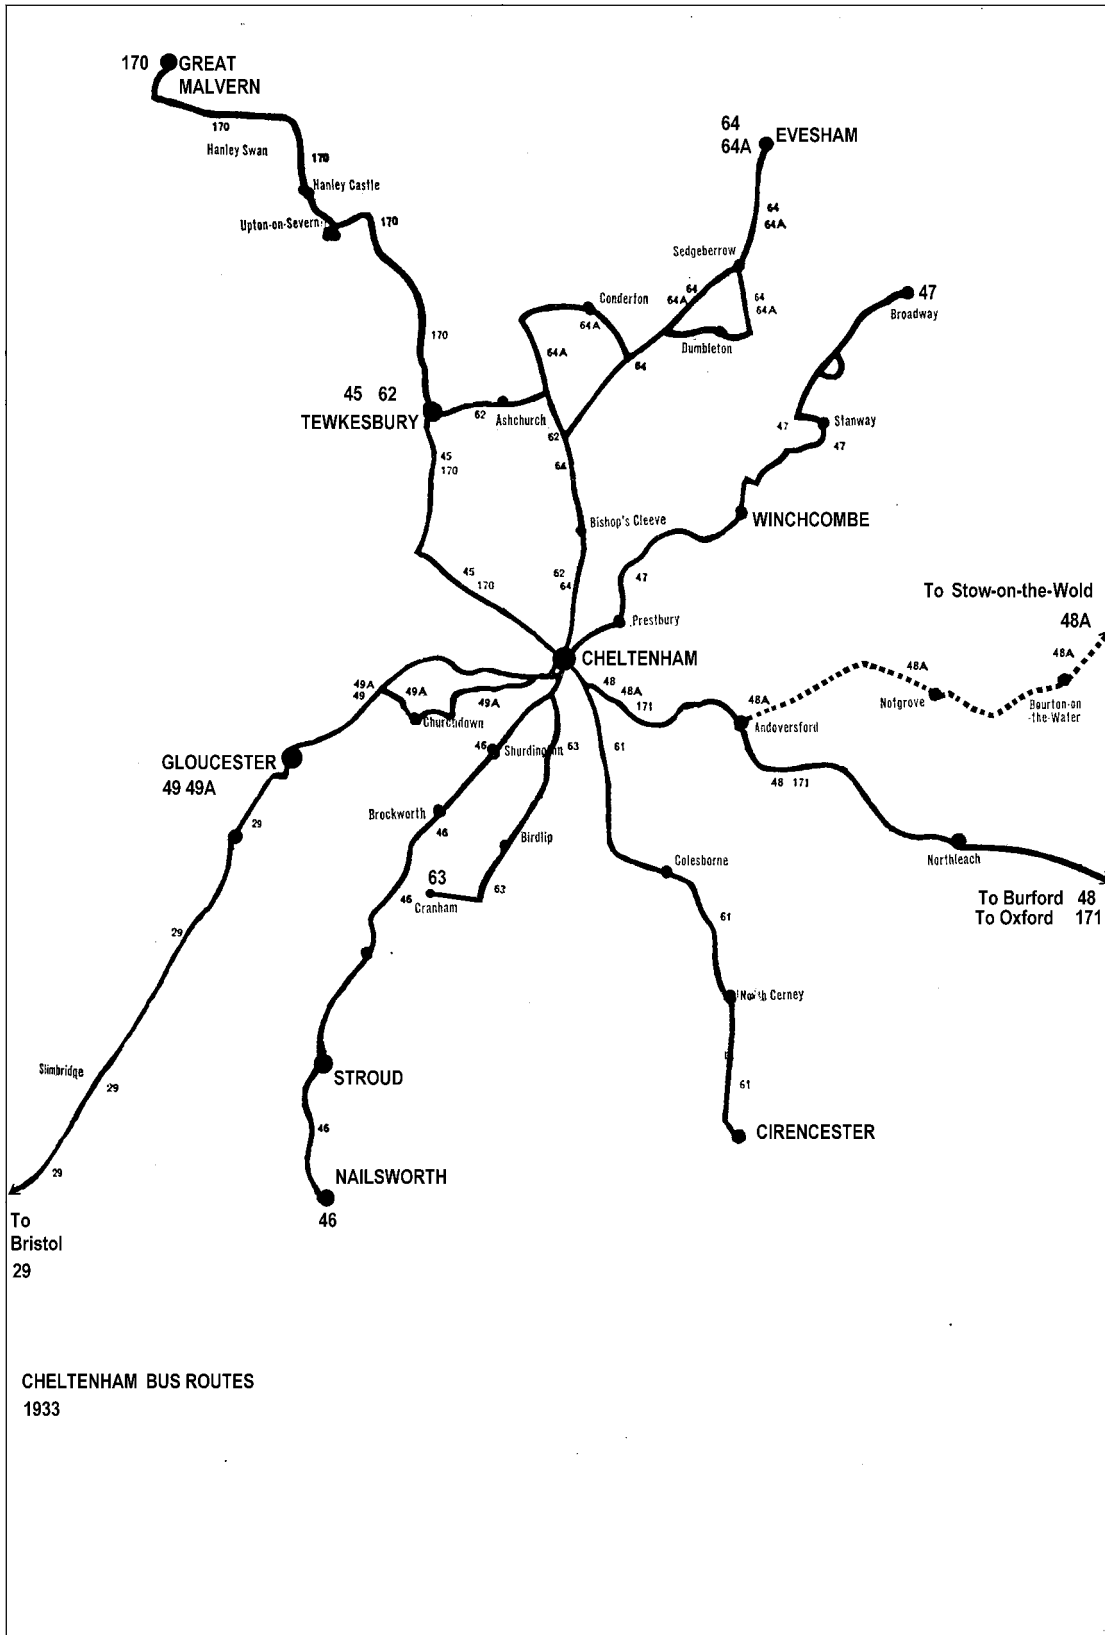 170 GREAT
MALVERN
170
Hanley Swan
170
Hanley Castle
Upton-on-Severn
170
170
64
64A EVESHAM
64
64A
Sedgeberrow
64
64A
64
64A
Conderton
64A
64A
64
Dumbleton
47
Broadway
45 62
TEWKESBURY
62
Ashchurch
62
64
47
Stanway
47
45
170
Bishop's Cleeve
WINCHCOMBE
45
170
62
64
47
Prestbury
To Stow-on-the-Wold
48A
48A
48A
48A
Notgrove
Bourton-on
-the-Water
CHELTENHAM
48
48A
171
Andoversford
49A
49
49A
49A
Churchdown
GLOUCESTER
49 49A
46
Shurdington
63
61
48 171
29
Brockworth
46
Birdlip
Northleach
63
Cranham
46
63
Colesborne
To Burford 48
To Oxford 171
29
61
North Cerney
Slimbridge
29
STROUD
61
46
CIRENCESTER
29
NAILSWORTH
46
To
Bristol
29
CHELTENHAM BUS ROUTES
1933